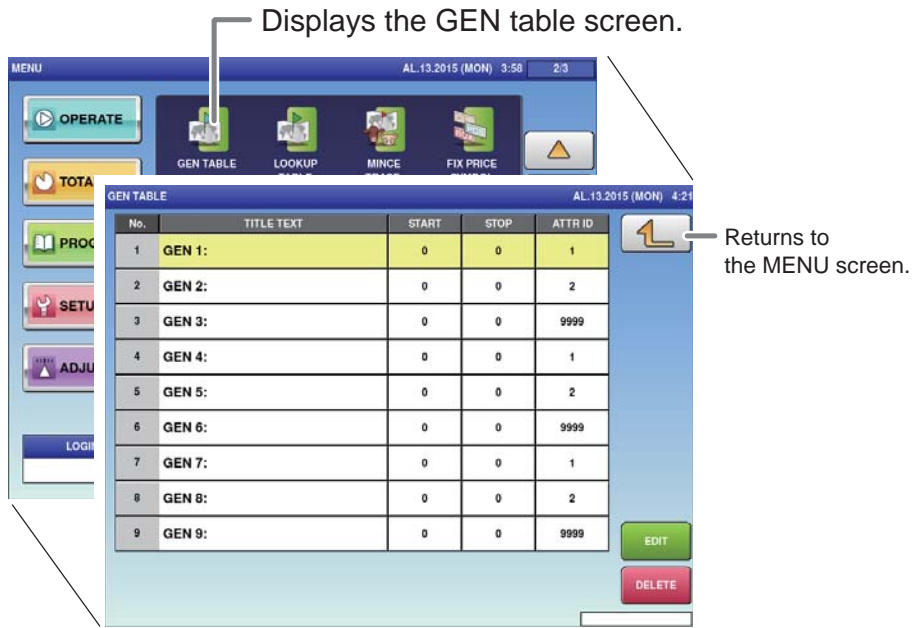 Displays the GEN table screen.
MENU AL.13.2015 (MON) 3:58 2/3
OPERATE
GEN TABLE LOOKUP MINCE FIX PRICE
TOTA
GEN TABLE AL.13.2015 (MON) 4:21
No. TITLE TEXT START STOP ATTR ID
1 GEN 1: 0 0 1
PROG
Returns to
the MENU screen.
2 GEN 2: 0 0 2
SETU
3 GEN 3: 0 0 9999
4 GEN 4: 0 0 1
ADJU
5 GEN 5: 0 0 2
6 GEN 6: 0 0 9999
LOGIN
7 GEN 7: 0 0 1
8 GEN 8: 0 0 2
9 GEN 9: 0 0 9999
EDIT
DELETE